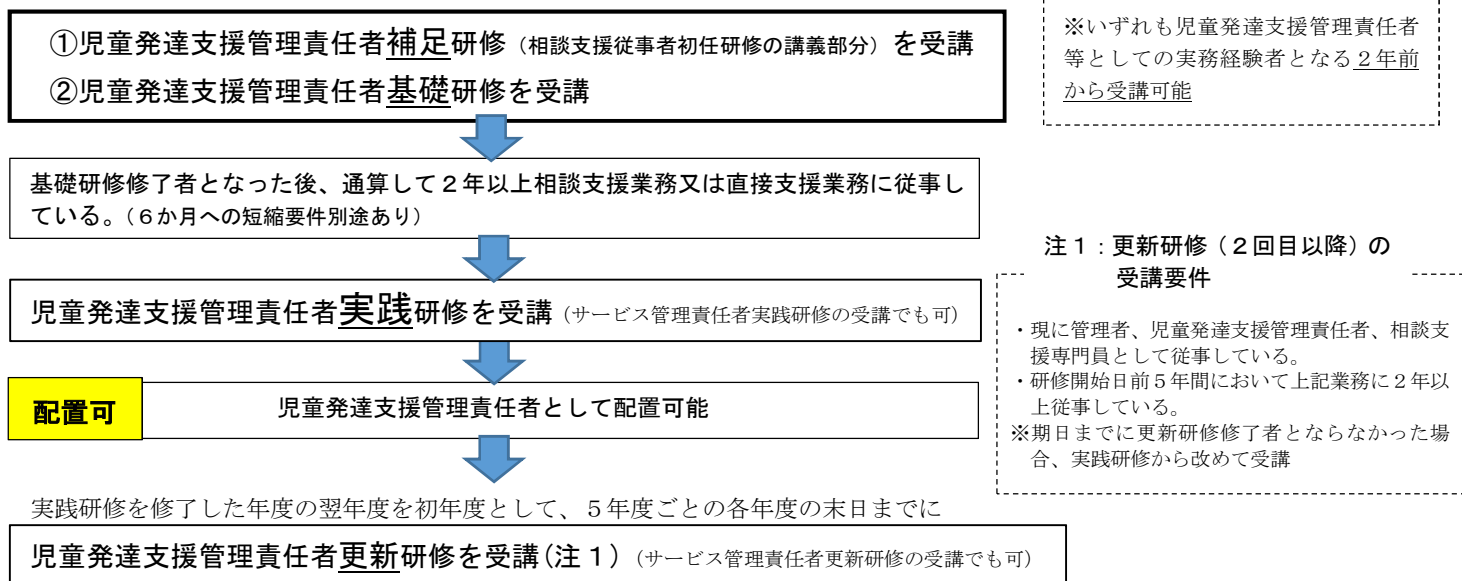 ①児童発達支援管理責任者補足研修（相談支援従事者初任研修の講義部分）を受講
②児童発達支援管理責任者基礎研修を受講
※いずれも児童発達支援管理責任者
等としての実務経験者となる２年前
から受講可能
基礎研修修了者となった後、通算して２年以上相談支援業務又は直接支援業務に従事し
ている。（６か月への短縮要件別途あり）
児童発達支援管理責任者実践研修を受講（サービス管理責任者実践研修の受講でも可）
配置可
児童発達支援管理責任者として配置可能
注１：更新研修（２回目以降）の
受講要件
・現に管理者、児童発達支援管理責任者、相談支
援専門員として従事している。
・研修開始日前５年間において上記業務に２年以
上従事している。
※期日までに更新研修修了者とならなかった場
合、実践研修から改めて受講
実践研修を修了した年度の翌年度を初年度として、５年度ごとの各年度の末日までに
児童発達支援管理責任者更新研修を受講（注１）（サービス管理責任者更新研修の受講でも可）